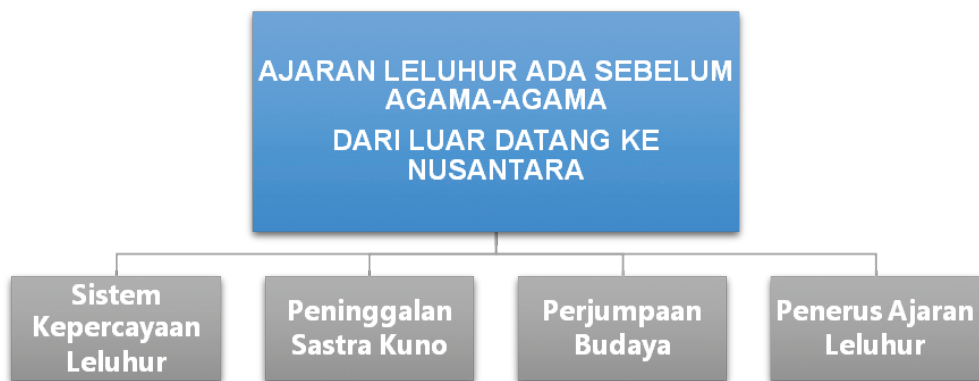 AJARAN LELUHUR ADA SEBELUM
AGAMA-AGAMA
DARI LUAR DATANG KE
NUSANTARA
Sistem
Kepercayaan
Leluhur
Peninggalan
Sastra Kuno
Perjumpaan
Budaya
Penerus Ajaran
Leluhur